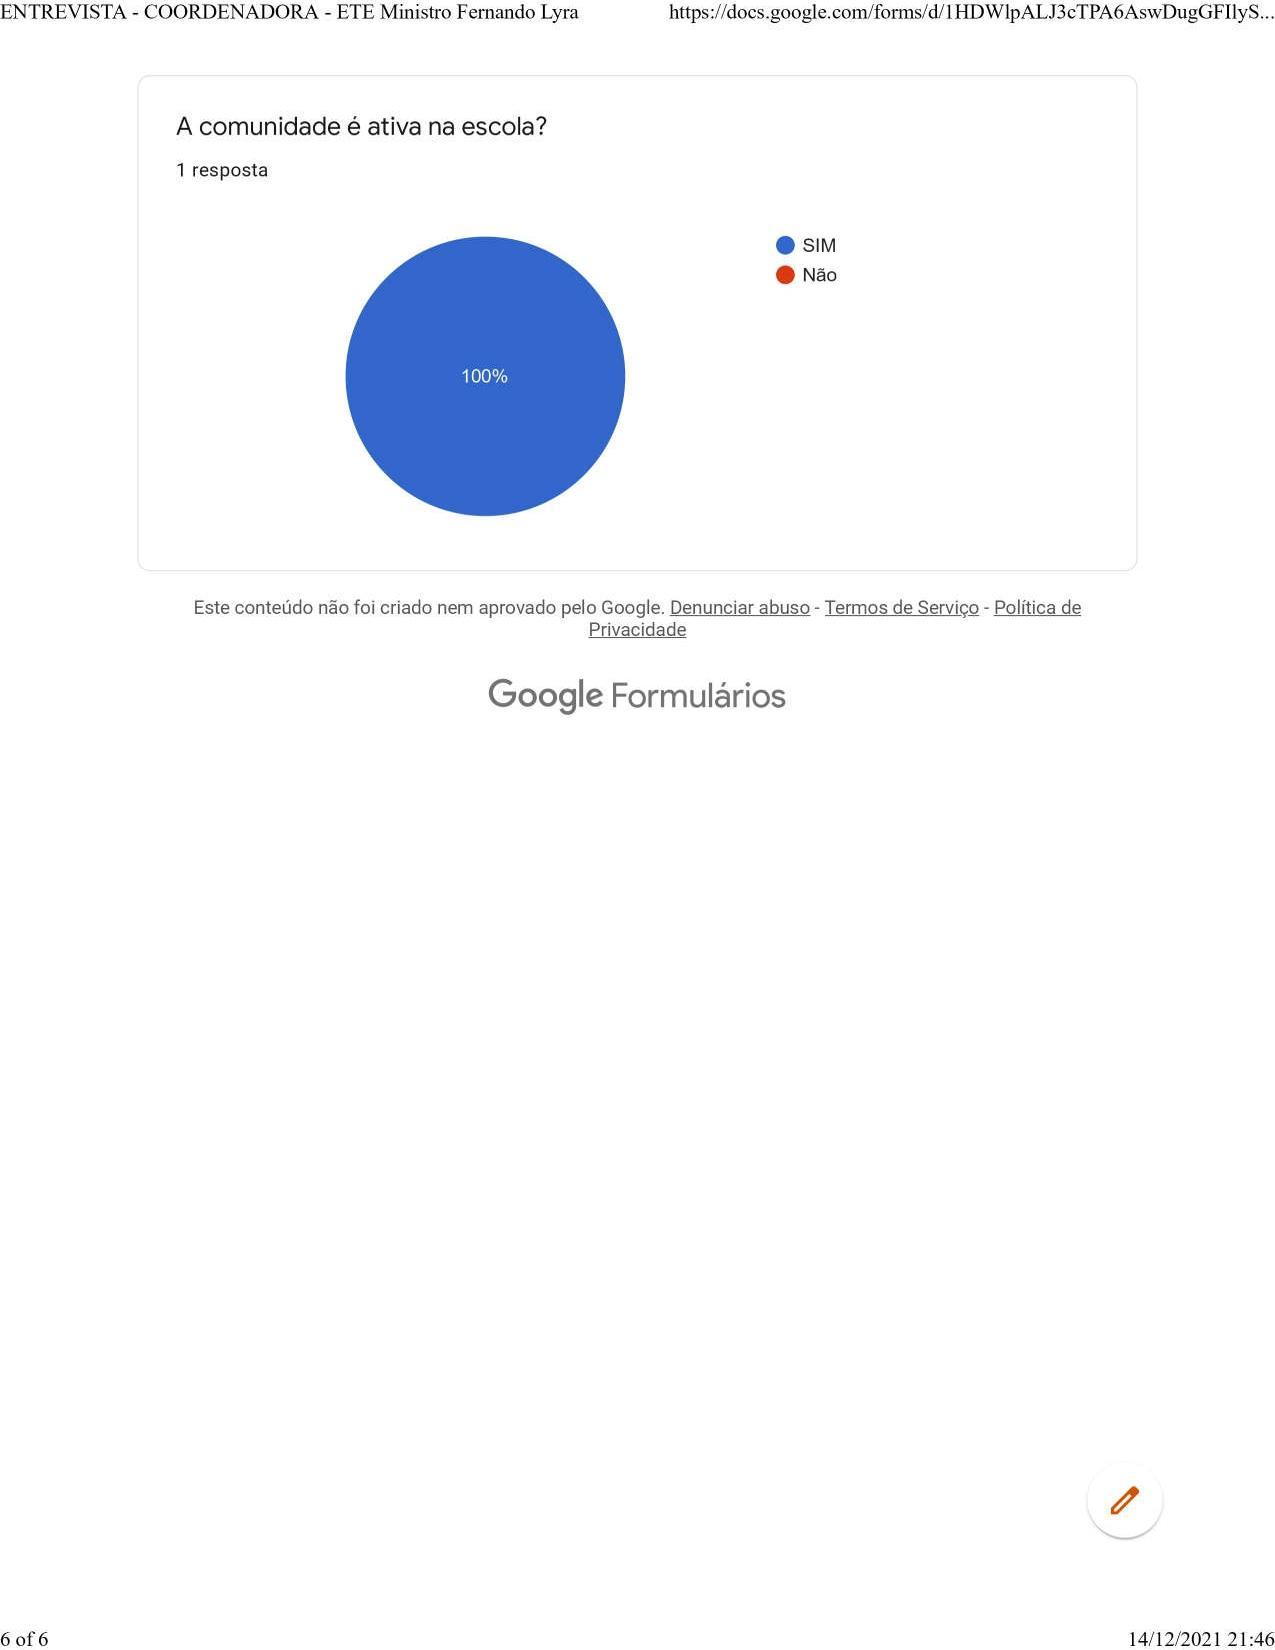 ENTREVISTA - COORDENADORA - ETE Ministro Fernando Lyra
https://docs.google.com/forms/d/1HDWlpALJ3cTPA6AswDugGFIlyS...
A comunidade é ativa na escola?
1 resposta
SIM
Não
100%
Este conteúdo não foi criado nem aprovado pelo Google. Denunciar abuso - Termos de Serviço - Política de
Privacidade
Google Formulários
6 of 6
14/12/2021 21:46